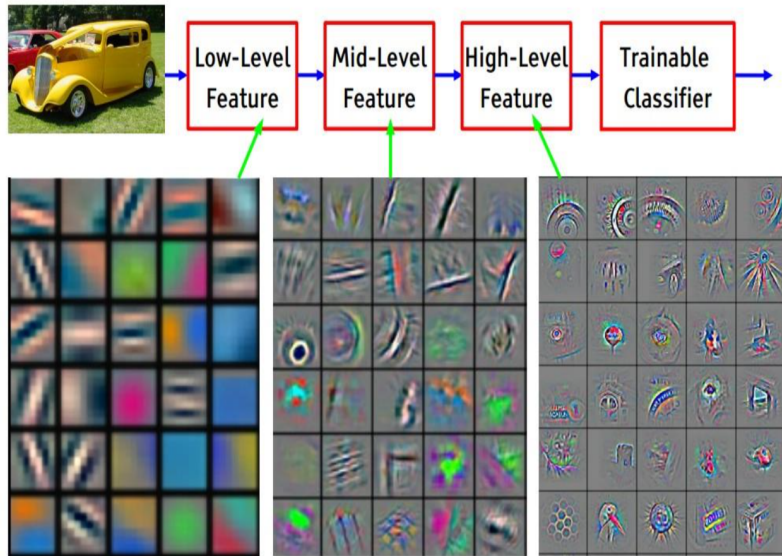 Low-Level
Feature
Mid-Level
Feature
High-Level
Feature
Trainable
Classifier